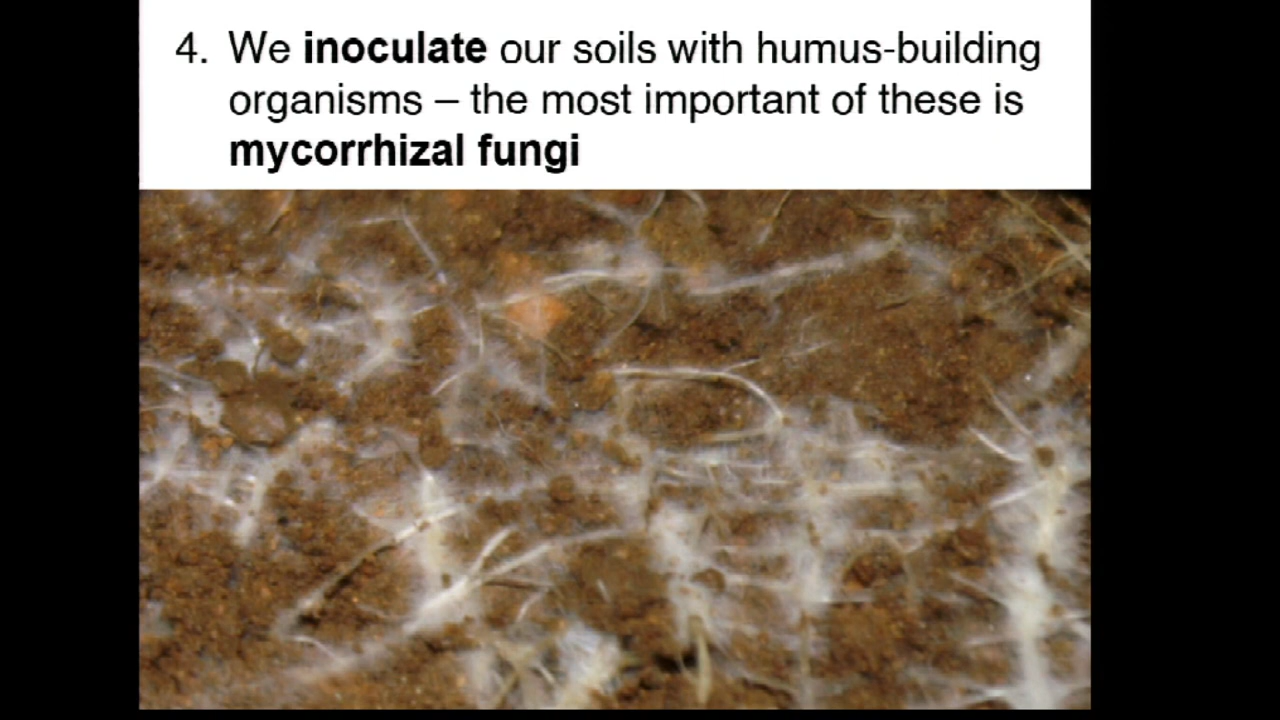 4. We inoculate our soils with humus-building
organisms – the most important of these is
mycorrhizal fungi